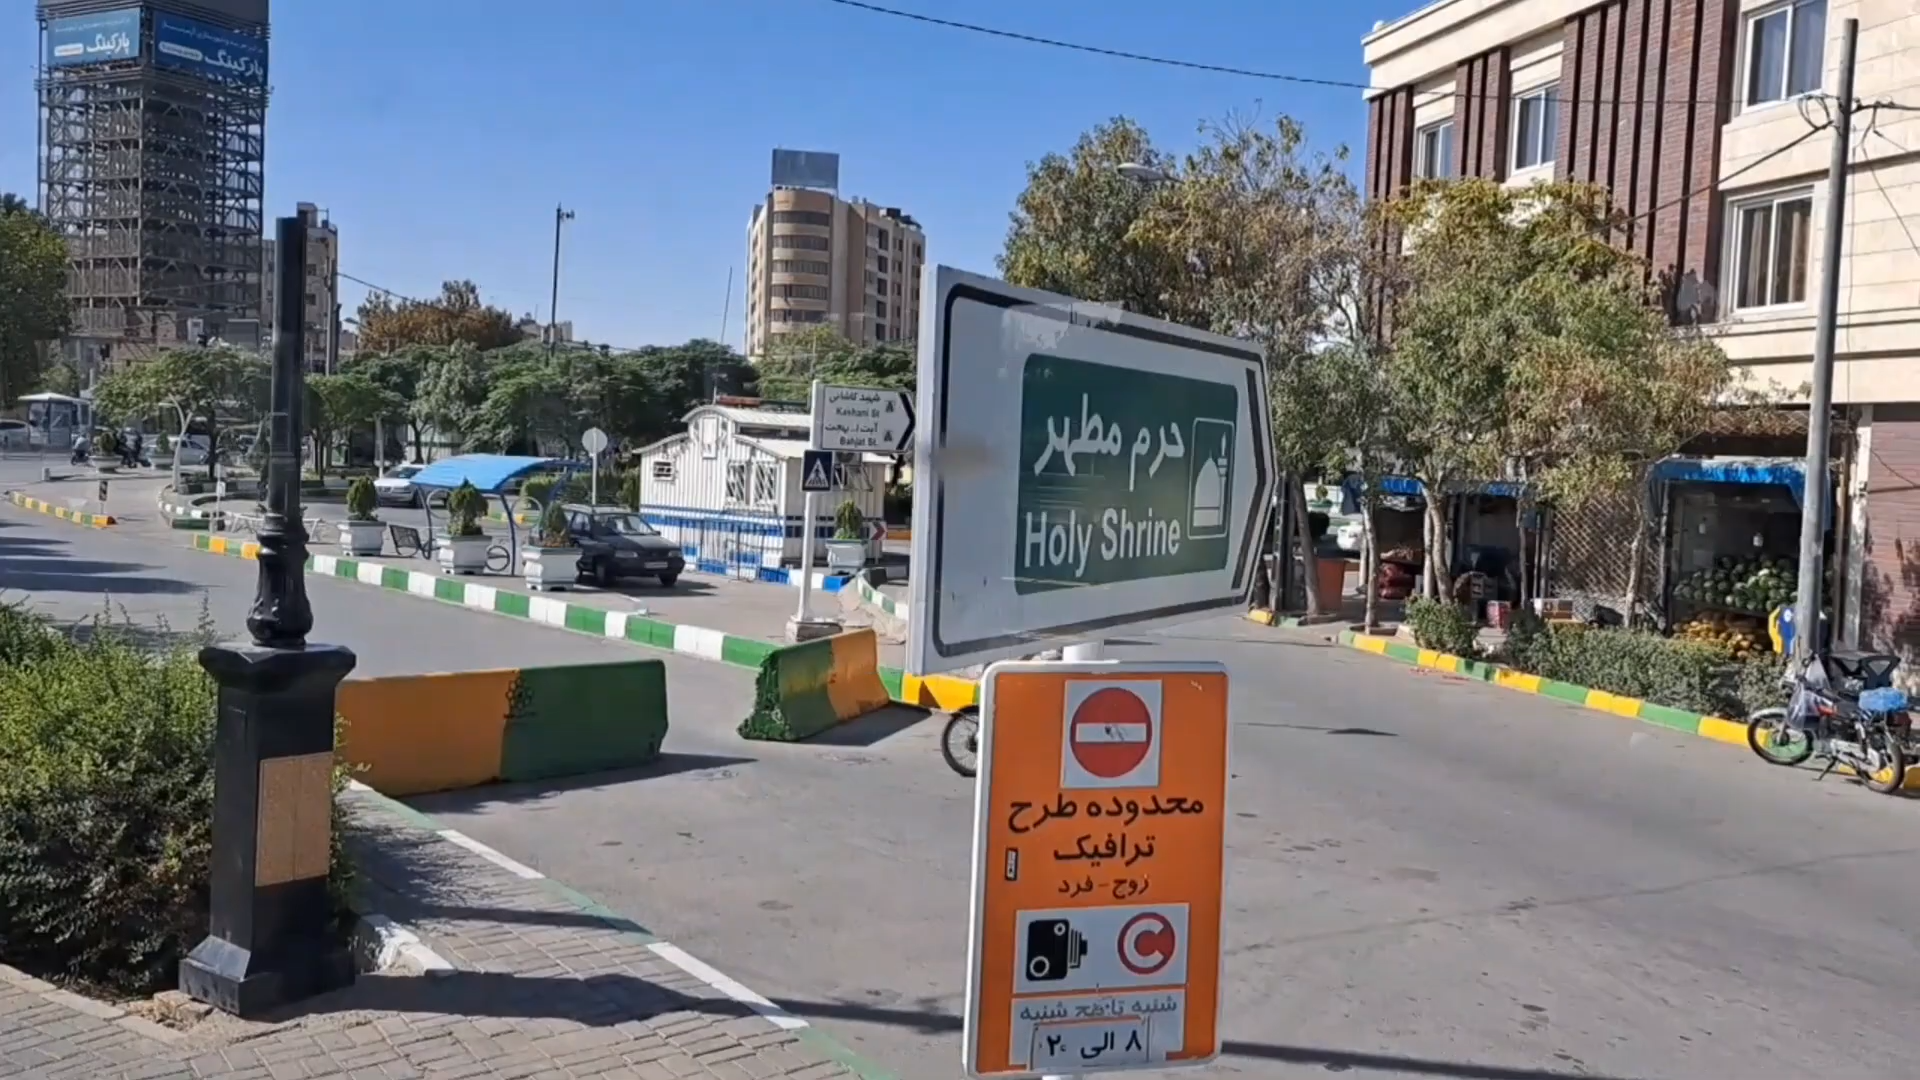 پارکینگ
پارکینگ
شهید کاشانی
Kashani St
آیت ا.. بهجت
Bahjat St.
حرم مطهر
Holy Shrine
محدوده طرح
ترافیک
زوج - فرد
شنبه تا پنج شنبه
۸ الی ۲۰